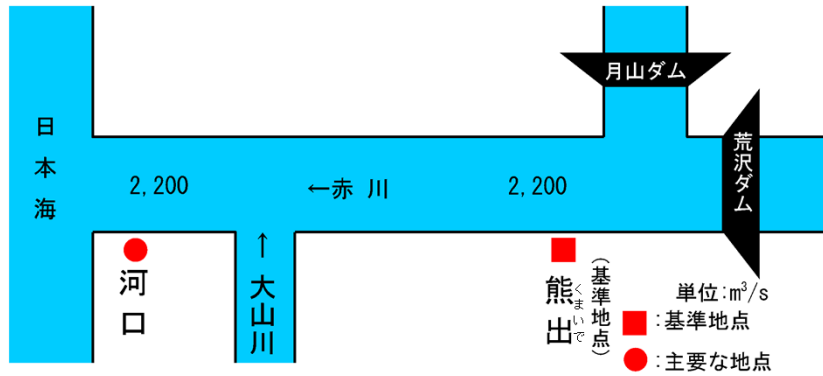 月山ダム
荒沢ダム
日本海
2,200
←赤川
2,200
河口
↑大山川
熊出
くまいで
(基準地点)
単位:m³/s
:基準地点
:主要な地点